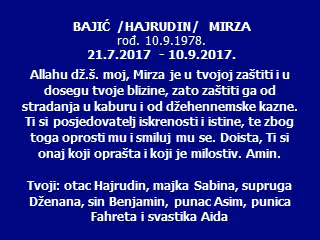 BAJIĆ /HAJRUDIN/ MIRZA
rođ. 10.9.1978.
21.7.2017 - 10.9.2017.
Allahu dž.š. moj, Mirza je u tvojoj zaštiti i u
dosegu tvoje blizine, zato zaštiti ga od
stradanja u kaburu i od džehennemske kazne.
Ti si posjedovatelj iskrenosti i istine, te zbog
toga oprosti mu i smiluj mu se. Doista, Ti si
onaj koji oprašta i koji je milostiv. Amin.
Tvoji: otac Hajrudin, majka Sabina, supruga
Dženana, sin Benjamin, punac Asim, punica
Fahreta i svastika Aida